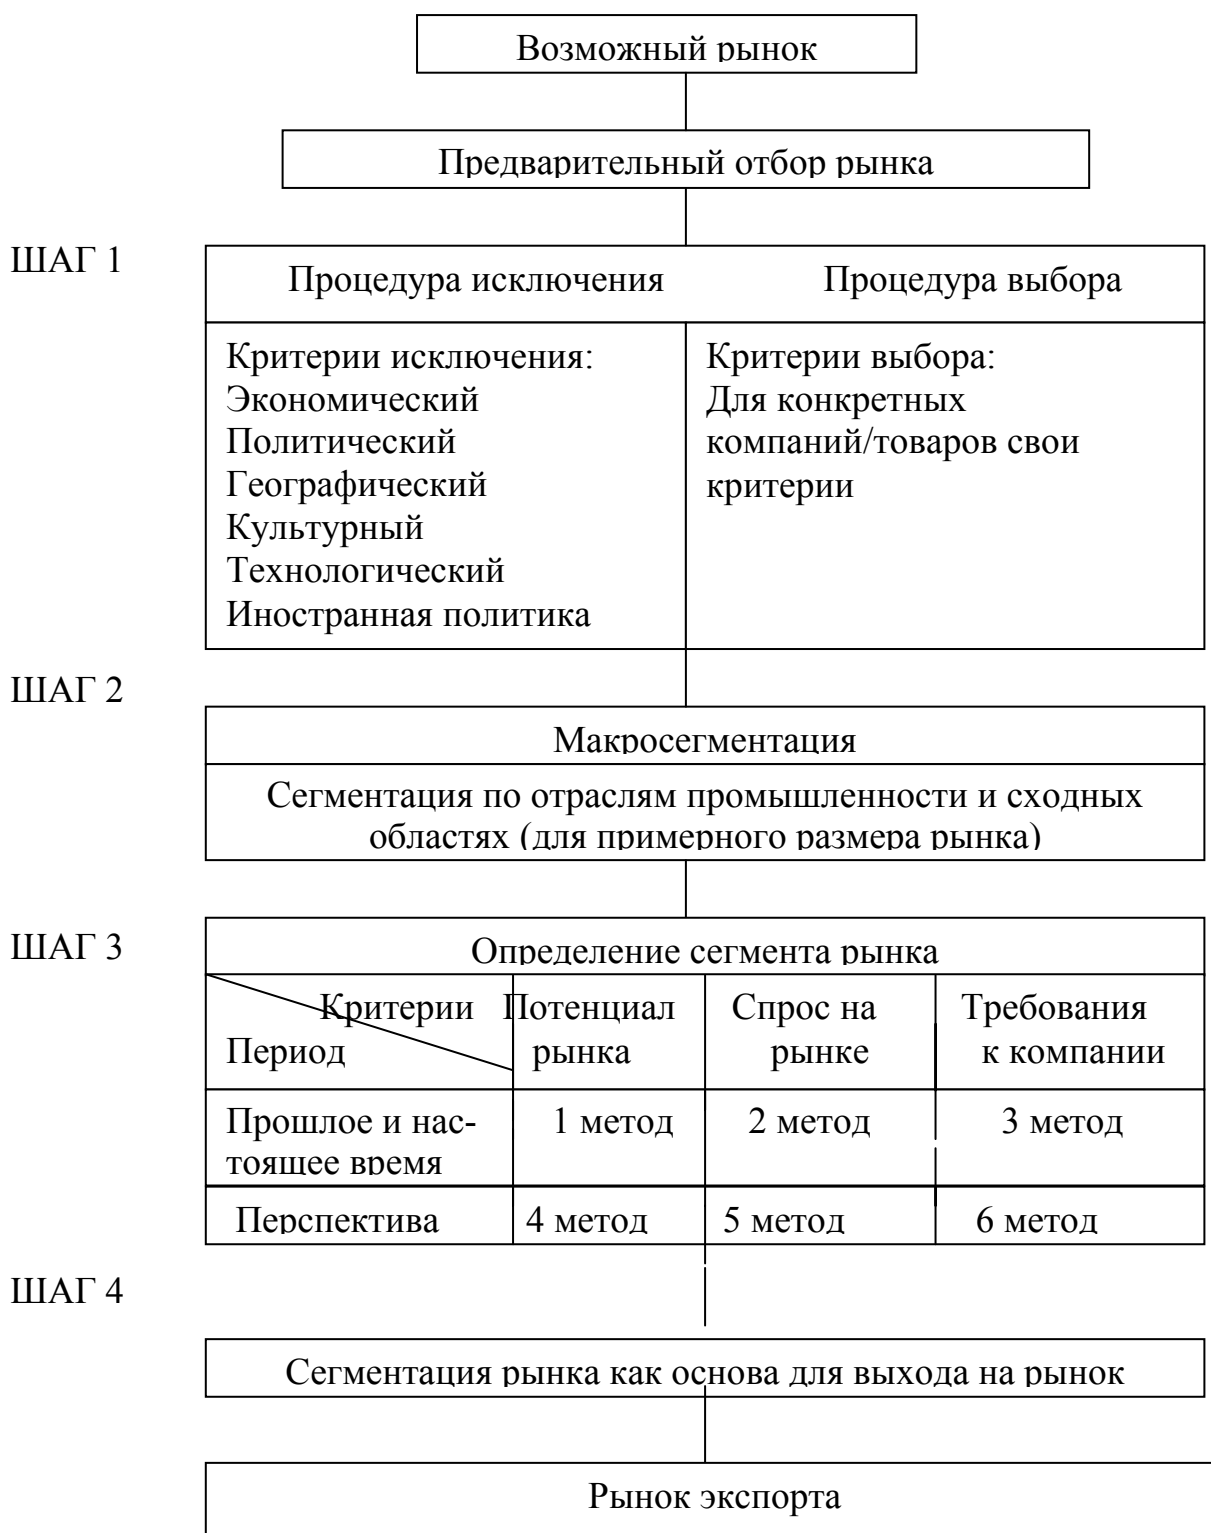 Возможный рынок
Предварительный отбор рынка
ШАГ 1
Процедура исключения Процедура выбора
Критерии исключения:
Экономический
Политический
Географический
Культурный
Технологический
Иностранная политика
Критерии выбора:
Для конкретных
компаний/товаров свои
критерии
ШАГ 2
Макросегментация
Сегментация по отраслям промышленности и сходных
областях (для примерного размера рынка)
ШАГ 3
Определение сегмента рынка
Критерии
Период
Потенциал
рынка
Спрос на
рынке
Требования
к компании
Прошлое и нас-
тоящее время
1 метод
2 метод
3 метод
Перспектива
4 метод
5 метод
6 метод
ШАГ 4
Сегментация рынка как основа для выхода на рынок
Рынок экспорта